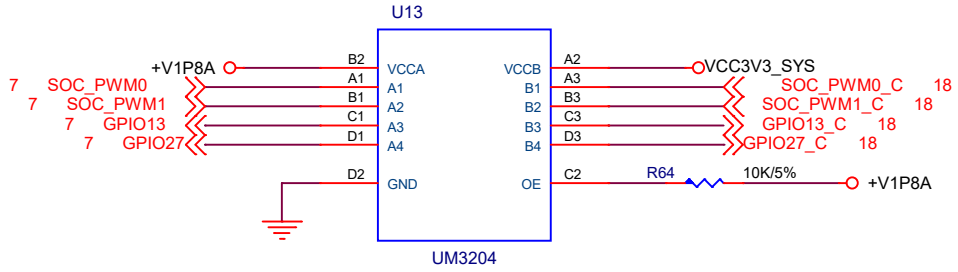 U13
+V1P8A B2 VCCA VCCB A2 VCC3V3_SYS
7 SOC_PWM0 A1 A1 B1 A3 SOC_PWM0_C 18
7 SOC_PWM1 B1 A2 B2 B3 SOC_PWM1_C 18
7 GPIO13 C1 A3 B3 C3 GPIO13_C 18
7 GPIO27 D1 A4 B4 D3 GPIO27_C 18
D2 GND OE C2 R64 10K/5% +V1P8A
UM3204